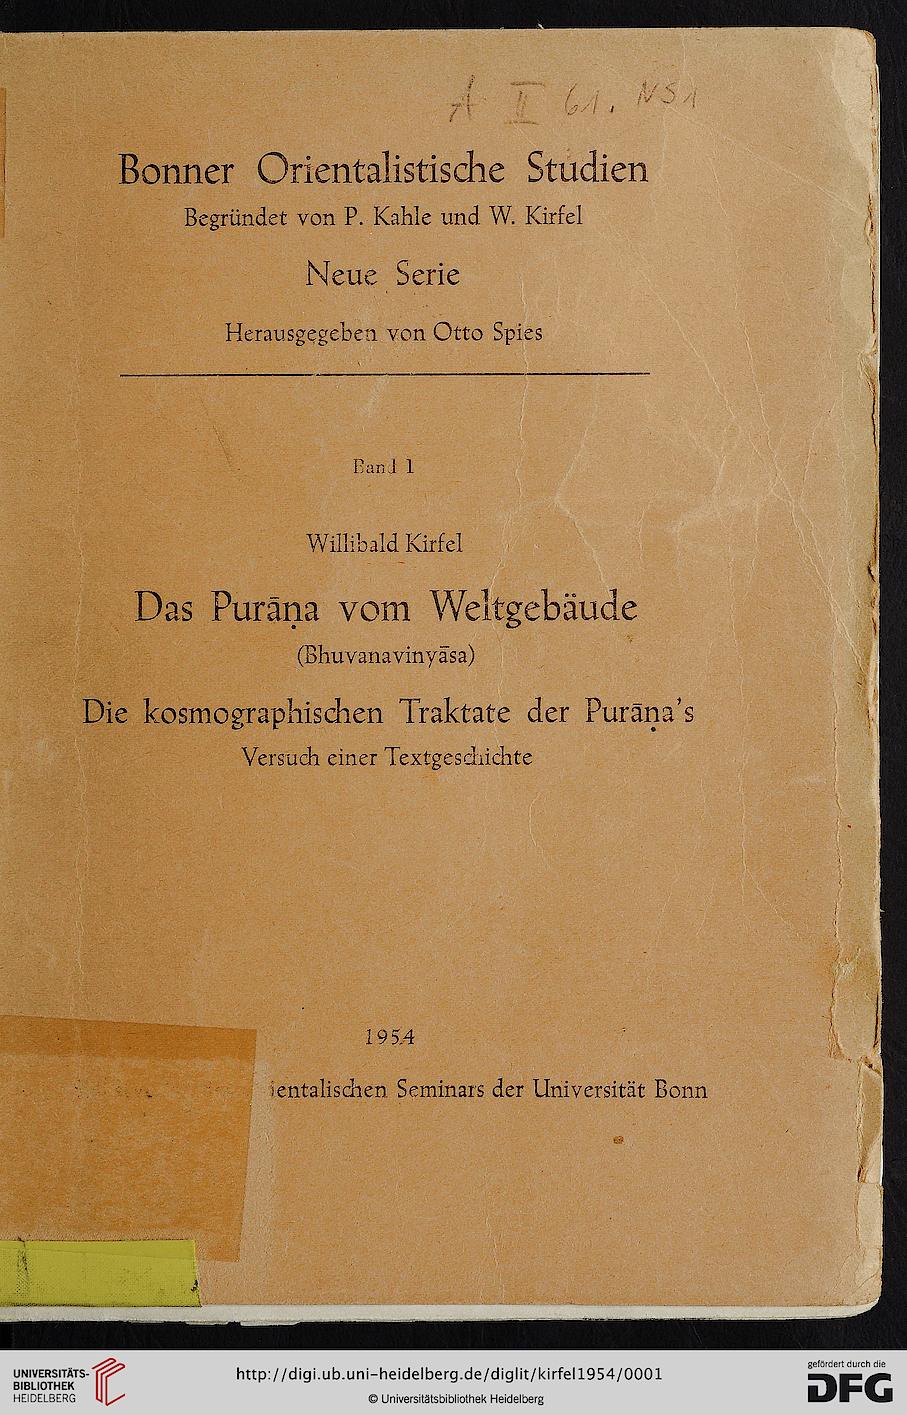 A II 61. NS1
Bonner Orientalistische Studien
Begründet von P. Kahle und W. Kirfel
Neue Serie
Herausgegeben von Otto Spies
Band 1
Willibald Kirfel
Das Purāṇa vom Weltgebäude
(Bhuvanavinyāsa)
Die kosmographischen Traktate der Purāṇa's
Versuch einer Textgeschichte
1954
ientalischen Seminars der Universität Bonn
UNIVERSITÄTS-
BIBLIOTHEK
HEIDELBERG
http://digi.ub.uni-heidelberg.de/diglit/kirfel1954/0001
© Universitätsbibliothek Heidelberg
gefördert durch die
DFG